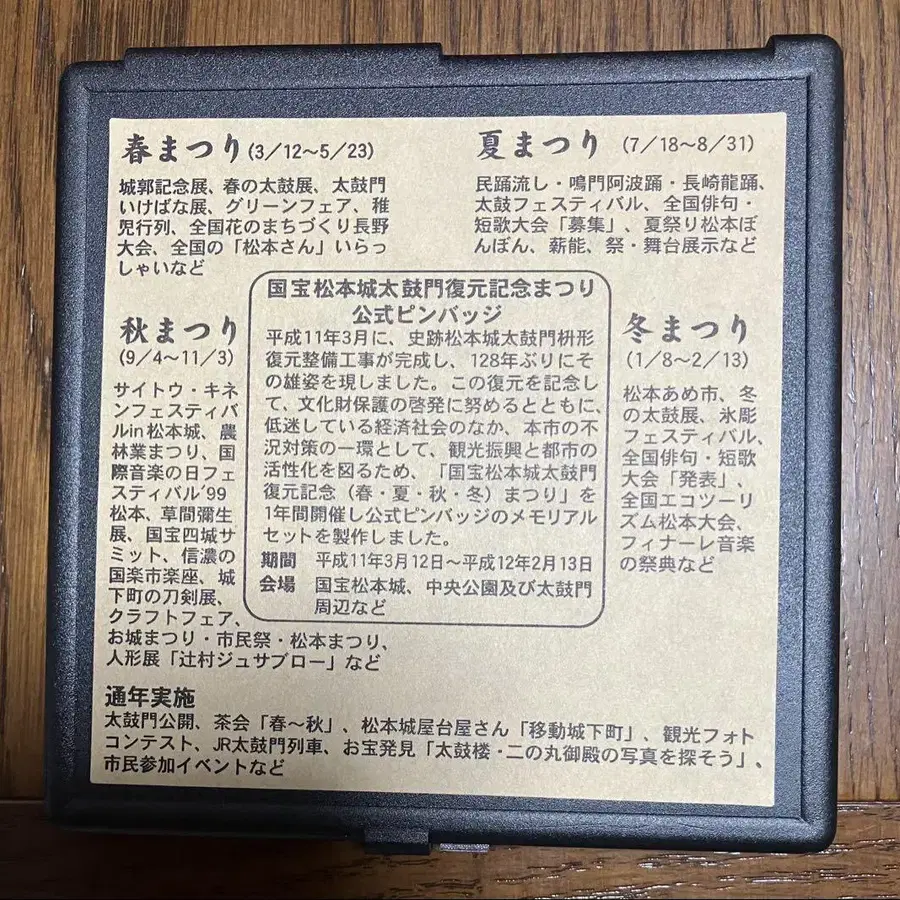 春まつり(3/12～5/23)
城郭記念展、春の太鼓展、太鼓門
いけばな展、グリーンフェア、稚
児行列、全国花のまちづくり長野
大会、全国の「松本さん」いらっ
しゃいなど
夏まつり (7/18～8/31)
民踊流し・鳴門阿波踊・長崎龍踊、
太鼓フェスティバル、全国俳句・
短歌大会「募集」、夏祭り松本ぼ
んぼん、薪能、祭・舞台展示など
国宝松本城太鼓門復元記念まつり
公式ピンバッジ
平成11年3月に、史跡松本城太鼓門枡形
復元整備工事が完成し、128年ぶりにそ
の雄姿を現しました。この復元を記念し
て、文化財保護の啓発に努めるとともに、
低迷している経済社会のなか、本市の不
況対策の一環として、観光振興と都市の
活性化を図るため、「国宝松本城太鼓門
復元記念（春・夏・秋・冬）まつり」を
1年間開催し公式ピンバッジのメモリアル
セットを製作しました。
期間 平成11年3月12日～平成12年2月13日
会場 国宝松本城、中央公園及び太鼓門
周辺など
秋まつり
(9/4～11/3)
サイトウ・キネ
ンフェスティバ
ルin松本城、農
林業まつり、国
際音楽の日フェ
スティバル'99
松本、草間彌生
展、国宝四城サ
ミット、信濃の
国楽市楽座、城
下町の刀剣展、
クラフトフェア、
お城まつり・市民祭・松本まつり、
人形展「辻村ジュサブロー」など
冬まつり
(1/8～2/13)
松本あめ市、冬
の太鼓展、氷彫
フェスティバル、
全国俳句・短歌
大会「発表」、
全国エコツーリ
ズム松本大会、
フィナーレ音楽
の祭典など
通年実施
太鼓門公開、茶会「春～秋」、松本城屋台屋さん「移動城下町」、観光フォト
コンテスト、JR太鼓門列車、お宝発見「太鼓楼・二の丸御殿の写真を探そう」、
市民参加イベントなど